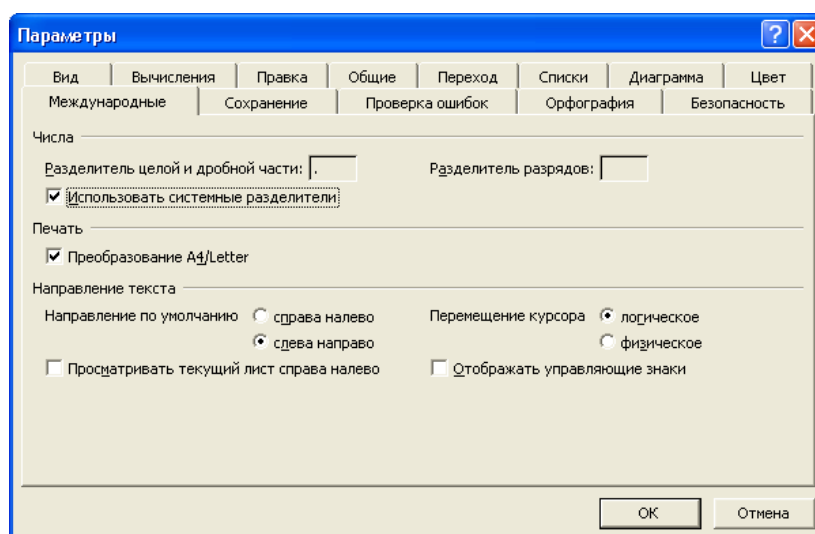 Параметры
Вид Вычисления Правка Общие Переход Списки Диаграмма Цвет
Международные Сохранение Проверка ошибок Орфография Безопасность
Числа
Разделитель целой и дробной части: . Разделитель разрядов:
Использовать системные разделители
Печать
Преобразование A4/Letter
Направление текста
Направление по умолчанию справа налево Перемещение курсора логическое
слева направо физическое
Просматривать текущий лист справа налево Отображать управляющие знаки
ОК Отмена